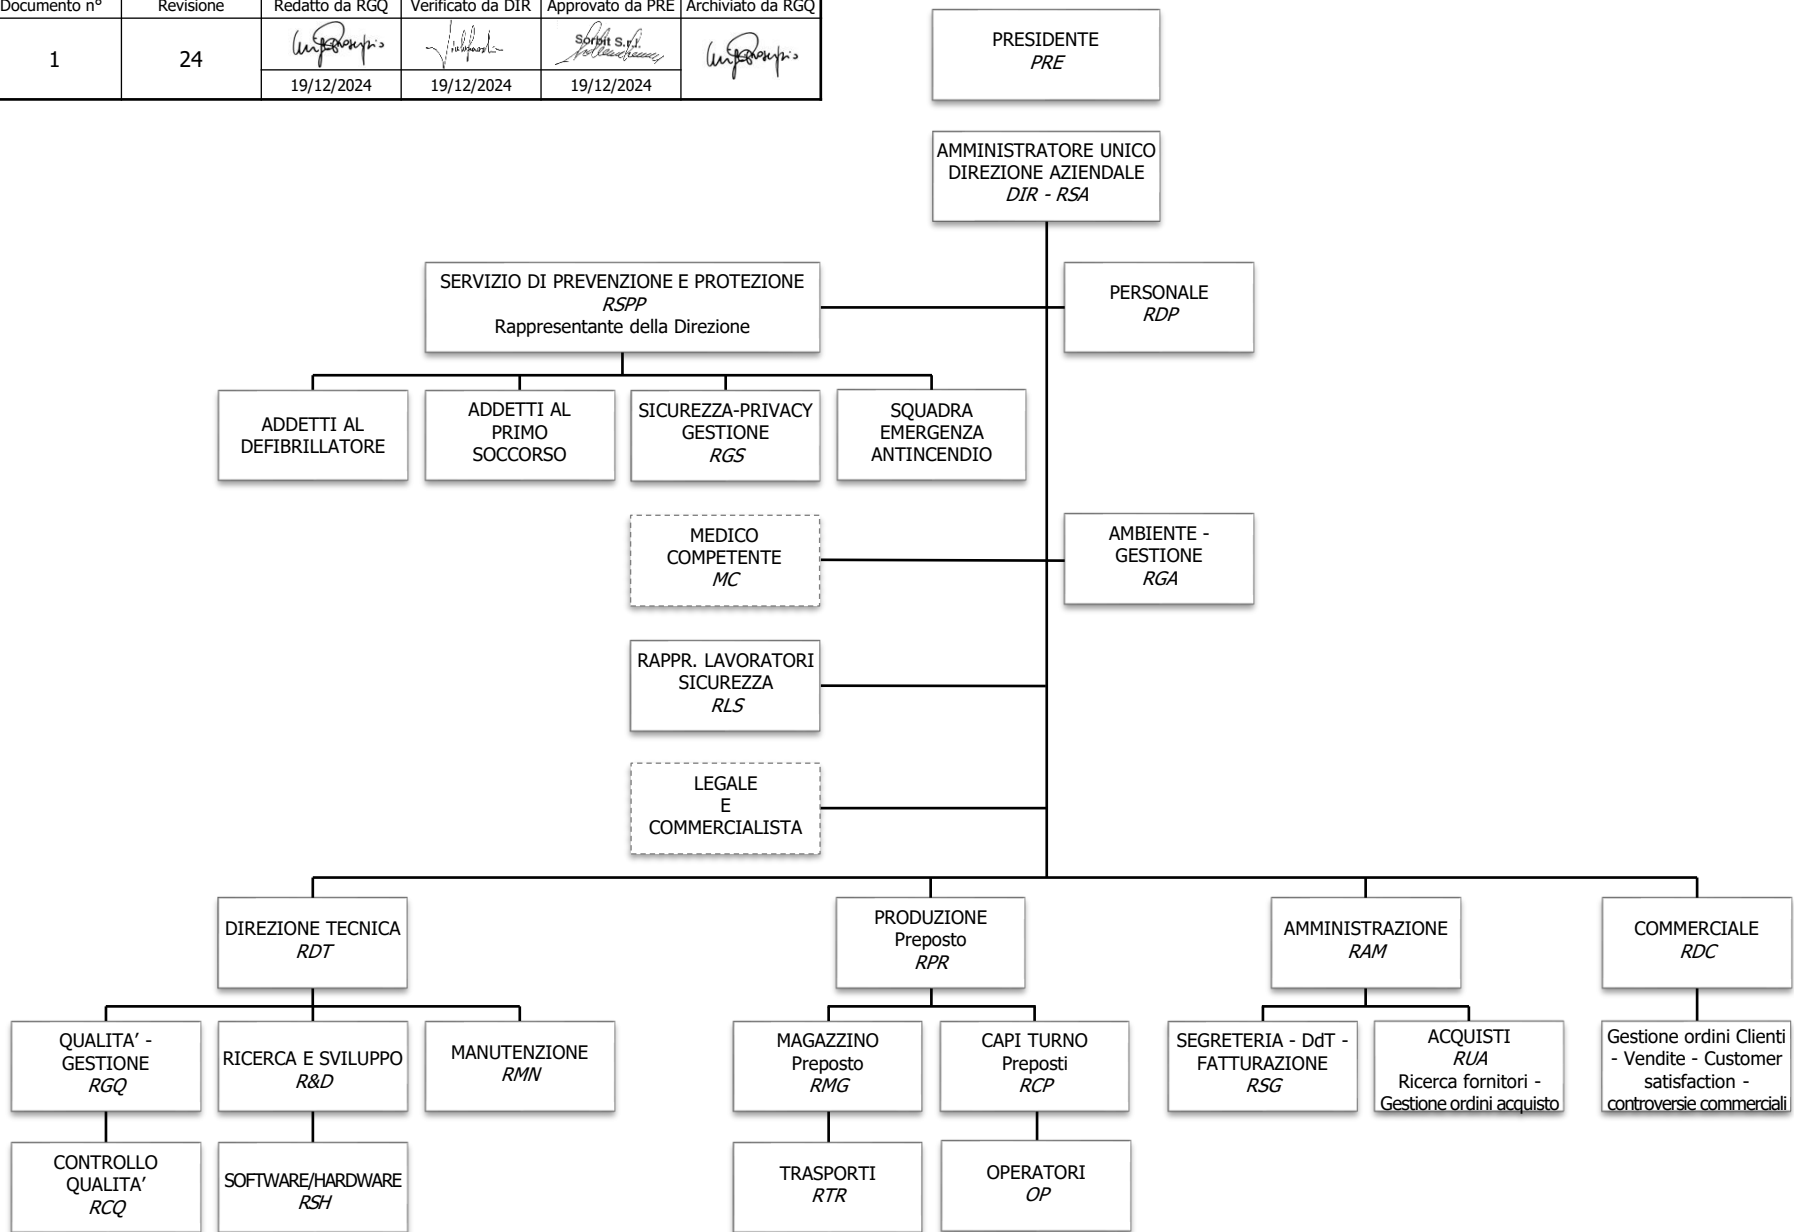 Documento n° Revisione Redatto da RGQ Verificato da DIR Approvato da PRE Archiviato da RGQ
1 24 Sorbit S.r.l.
19/12/2024 19/12/2024 19/12/2024
PRESIDENTE
PRE
AMMINISTRATORE UNICO
DIREZIONE AZIENDALE
DIR - RSA
SERVIZIO DI PREVENZIONE E PROTEZIONE
RSPP
Rappresentante della Direzione
PERSONALE
RDP
ADDETTI AL
DEFIBRILLATORE
ADDETTI AL
PRIMO
SOCCORSO
SICUREZZA-PRIVACY
GESTIONE
RGS
SQUADRA
EMERGENZA
ANTINCENDIO
MEDICO
COMPETENTE
MC
AMBIENTE -
GESTIONE
RGA
RAPPR. LAVORATORI
SICUREZZA
RLS
LEGALE
E
COMMERCIALISTA
DIREZIONE TECNICA
RDT
PRODUZIONE
Preposto
RPR
AMMINISTRAZIONE
RAM
COMMERCIALE
RDC
QUALITA’ -
GESTIONE
RGQ
RICERCA E SVILUPPO
R&D
MANUTENZIONE
RMN
MAGAZZINO
Preposto
RMG
CAPI TURNO
Preposti
RCP
SEGRETERIA - DdT -
FATTURAZIONE
RSG
ACQUISTI
RUA
Ricerca fornitori -
Gestione ordini acquisto
Gestione ordini Clienti
- Vendite - Customer
satisfaction -
controversie commerciali
CONTROLLO
QUALITA’
RCQ
SOFTWARE/HARDWARE
RSH
TRASPORTI
RTR
OPERATORI
OP